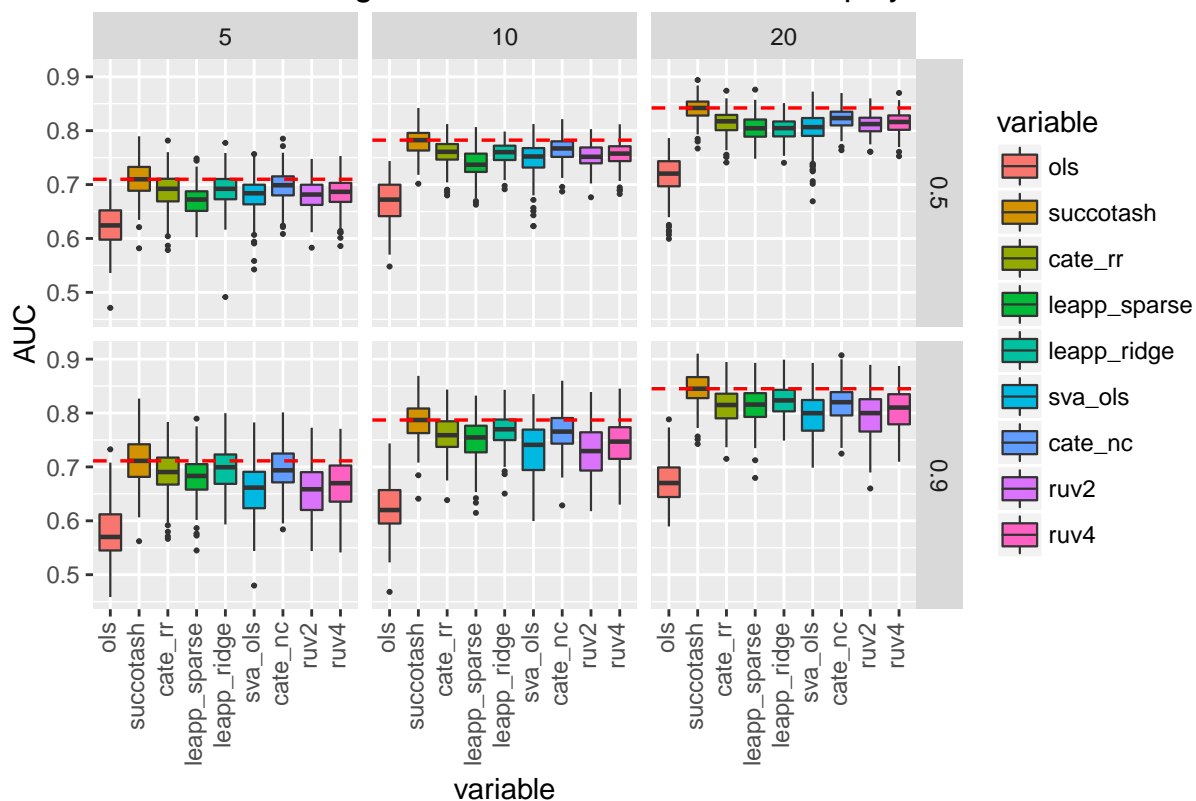 5
10
20
0.9
0.8
0.7
0.6
0.5
0.5
0.9
0.8
0.7
0.6
0.5
0.9
AUC
ols
succotash
cate_rr
leapp_sparse
leapp_ridge
sva_ols
cate_nc
ruv2
ruv4
ols
succotash
cate_rr
leapp_sparse
leapp_ridge
sva_ols
cate_nc
ruv2
ruv4
ols
succotash
cate_rr
leapp_sparse
leapp_ridge
sva_ols
cate_nc
ruv2
ruv4
variable
variable
ols
succotash
cate_rr
leapp_sparse
leapp_ridge
sva_ols
cate_nc
ruv2
ruv4